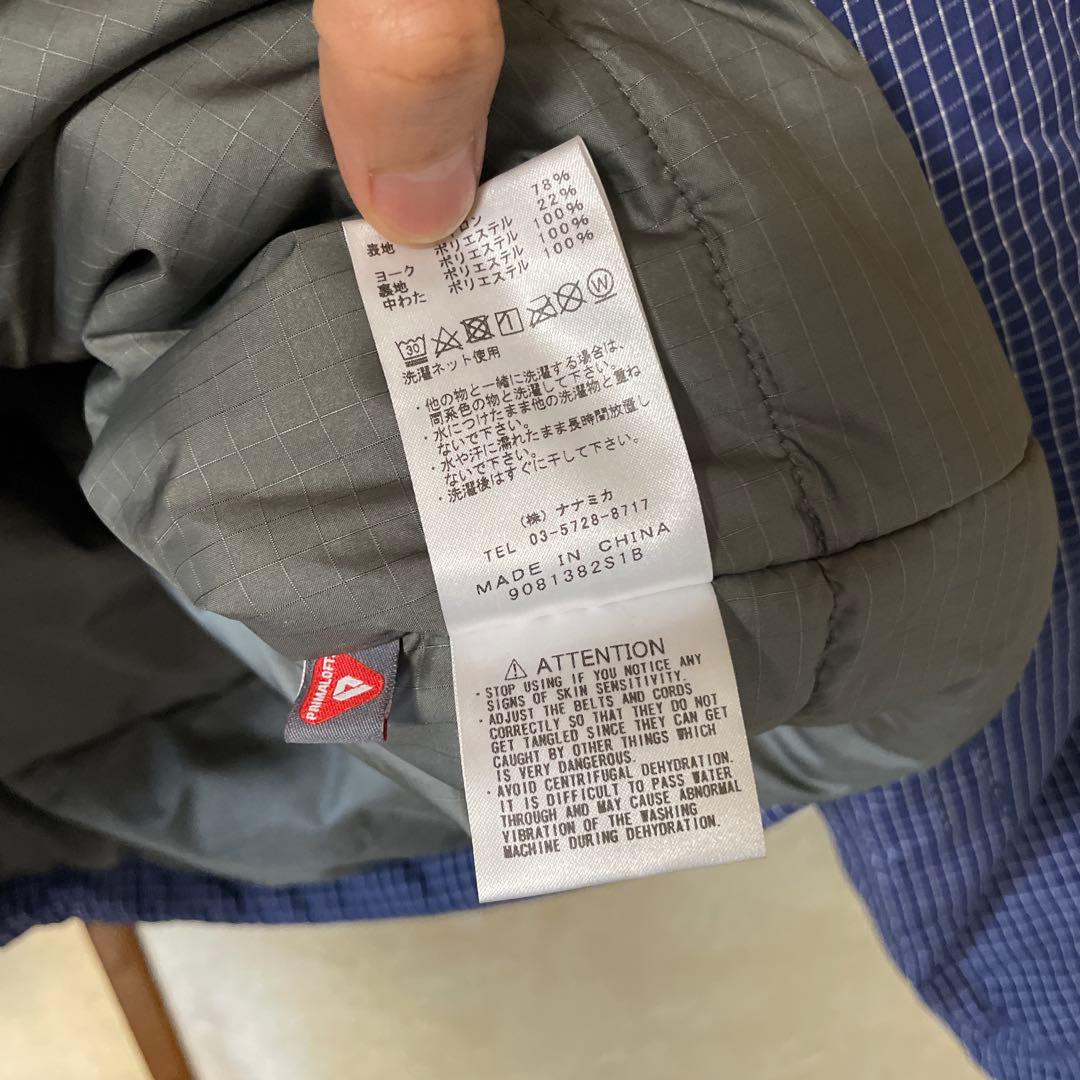 78%
表地 ポリエステル 22%
ヨーク ポリエステル 100%
裏地 ポリエステル 100%
中わた ポリエステル 100%
30 W
洗濯ネット使用
・他の物と一緒に洗濯する場合は、
同系色の物と洗濯して下さい。
・水につけたまま他の洗濯物と重ね
ないで下さい。
・水や汗に濡れたまま長時間放置し
ないで下さい。
・洗濯後はすぐに干して下さい。
(株) ナナミカ
TEL 03-5728-8717
MADE IN CHINA
9081382S1B
PRIMALOFT
ATTENTION
・STOP USING IF YOU NOTICE ANY
SIGNS OF SKIN SENSITIVITY.
・ADJUST THE BELTS AND CORDS
CORRECTLY SO THAT THEY DO NOT
GET TANGLED SINCE THEY CAN GET
CAUGHT BY OTHER THINGS WHICH
IS VERY DANGEROUS.
・AVOID CENTRIFUGAL DEHYDRATION.
IT IS DIFFICULT TO PASS WATER
THROUGH AND MAY CAUSE ABNORMAL
VIBRATION OF THE WASHING
MACHINE DURING DEHYDRATION.